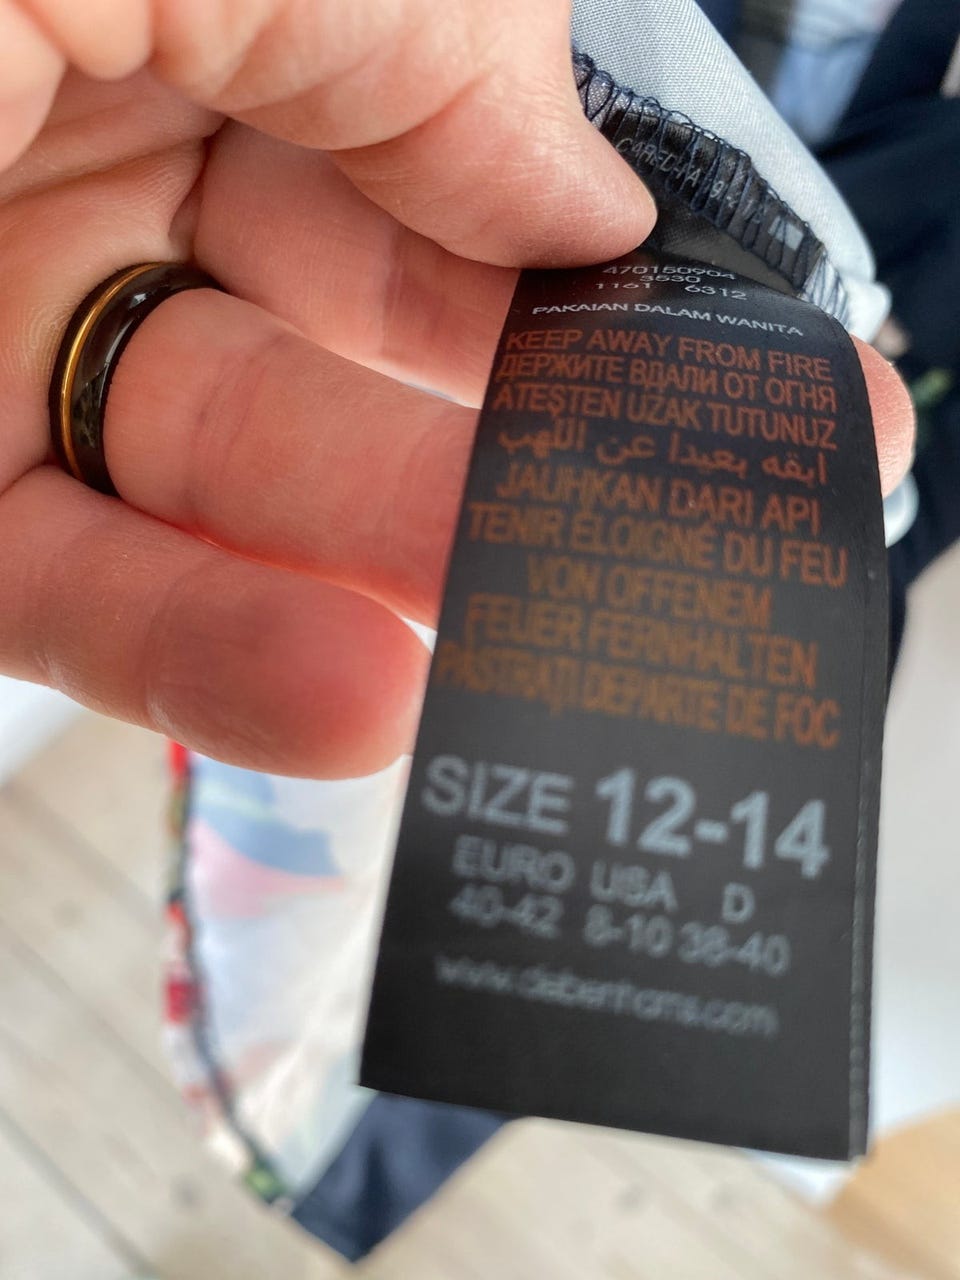 470150904
3530
1161 6312
PAKAIAN DALAM WANITA
KEEP AWAY FROM FIRE
ДЕРЖИТЕ ВДАЛИ ОТ ОГНЯ
ATEŞTEN UZAK TUTUNUZ
ابقه بعيدا عن اللهب
JAUHKAN DARI API
TENIR ÉLOIGNÉ DU FEU
VON OFFENEM
FEUER FERNHALTEN
PĂSTRAŢI DEPARTE DE FOC
SIZE 12-14
EURO USA D
40-42 8-10 38-40
www.debenhams.com